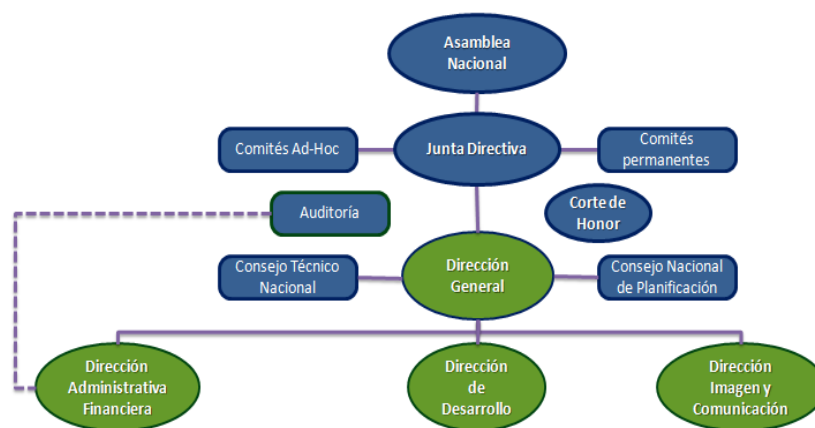 Asamblea
Nacional
Comités Ad-Hoc
Junta Directiva
Comités
permanentes
Auditoría
Corte de
Honor
Consejo Técnico
Nacional
Dirección
General
Consejo Nacional
de Planificación
Dirección
Administrativa
Financiera
Dirección
de
Desarrollo
Dirección
Imagen y
Comunicación